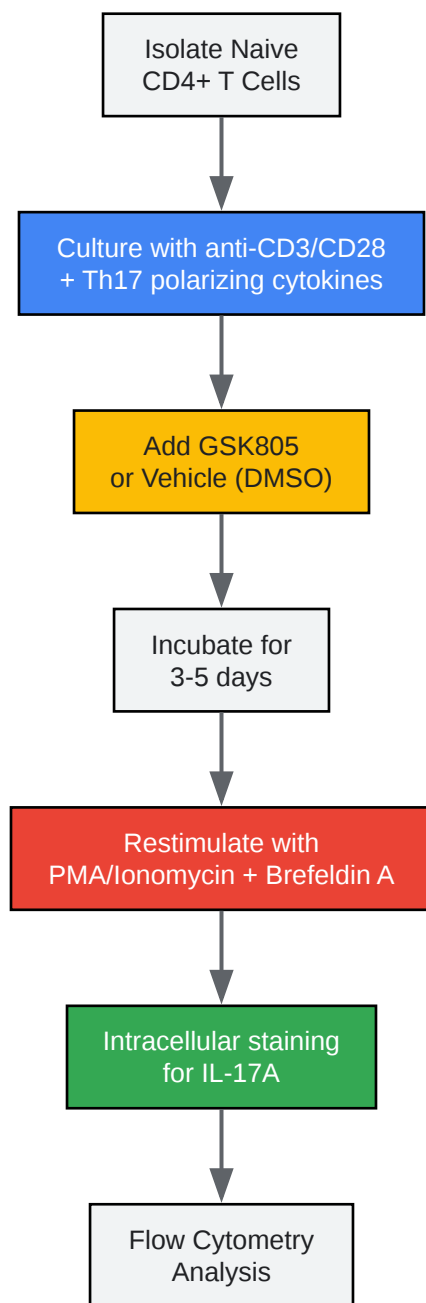 Isolate Naive
CD4+ T Cells
Culture with anti-CD3/CD28
+ Th17 polarizing cytokines
Add GSK805
or Vehicle (DMSO)
Incubate for
3-5 days
Restimulate with
PMA/Ionomycin + Brefeldin A
Intracellular staining
for IL-17A
Flow Cytometry
Analysis